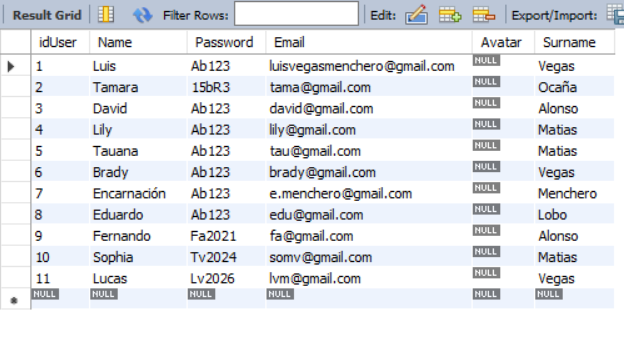 Result Grid Filter Rows: Edit: Export/Import:
idUser Name Password Email Avatar Surname
1 Luis Ab123 luisvegasmenchero@gmail.com NULL Vegas
2 Tamara 15bR3 tama@gmail.com NULL Ocaña
3 David Ab123 david@gmail.com NULL Alonso
4 Lily Ab123 lily@gmail.com NULL Matias
5 Tauana Ab123 tau@gmail.com NULL Matias
6 Brady Ab123 brady@gmail.com NULL Vegas
7 Encarnación Ab123 e.menchero@gmail.com NULL Menchero
8 Eduardo Ab123 edu@gmail.com NULL Lobo
9 Fernando Fa2021 fa@gmail.com NULL Alonso
10 Sophia Tv2024 somv@gmail.com NULL Matias
11 Lucas Lv2026 lvm@gmail.com NULL Vegas
NULL NULL NULL NULL NULL NULL